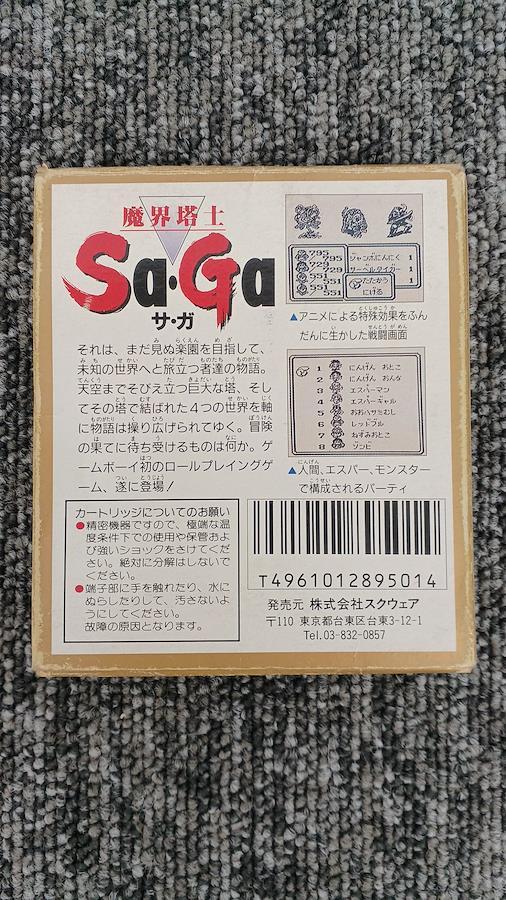 魔界塔士
Sa・Ga
サ・ガ
それは、まだ見ぬ楽園を目指して、
未知の世界へと旅立つ者達の物語。
天空までそびえ立つ巨大な塔、そし
てその塔で結ばれた4つの世界を軸
に物語は操り広げられてゆく。冒険
の果てに待ち受けるものは何か。ゲ
ームボーイ初のロールプレイングゲ
ーム、遂に登場!
カートリッジについてのお願い
●精密機器ですので、極端な温
度条件下での使用や保管およ
び強いショックをさけてくだ
さい。絶対に分解はしないで
ください。
●端子部に手を触れたり、水に
ぬらしたりして、汚さないよ
うにしてください。
故障の原因となります。
795
795
729
729
551
551
551
551
ジャンボにんにく 1
サーベルタイガー 1
たたかう
にげる
▲アニメによる特殊効果をふん
だんに生かした戦闘画面
1 にんげん おとこ
2 にんげん おんな
3 エスパーマン
4 エスパーギャル
5 おおバサミむし
6 レッドブル
7 ねずみおとこ
8 ゾンビ
▲人間、エスパー、モンスター
で構成されるパーティ
T4961012895014
発売元 株式会社スクウェア
〒110 東京都台東区台東3-12-1
Tel.03-832-0857